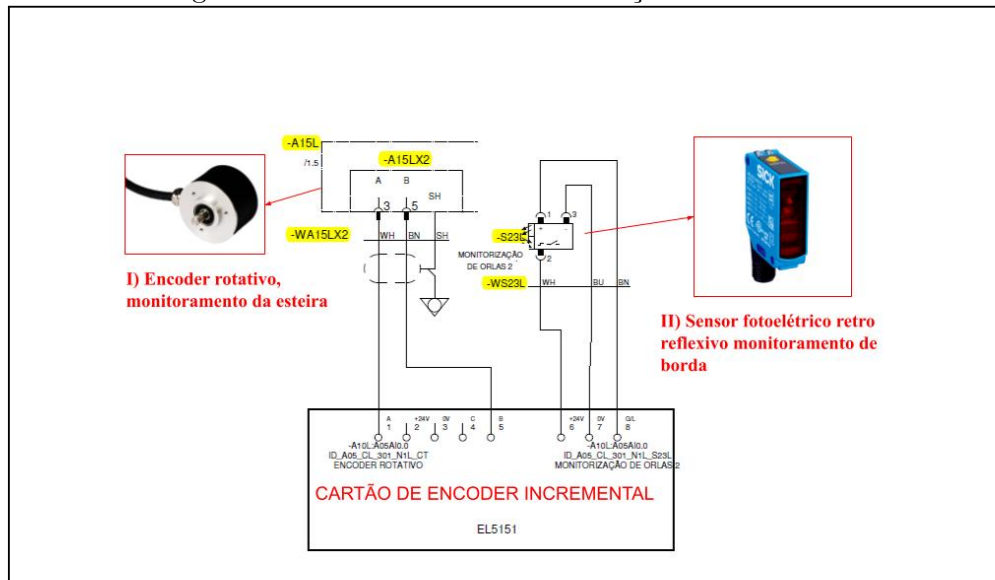 -A15L
/1.5
-A15LX2
A B
SH
3 5
-WA15LX2
WH BN SH
I) Encoder rotativo,
monitoramento da esteira
1 3
+ -
-S23L
MONITORIZAÇÃO
DE ORLAS 2
2
-WS23L
WH BU BN
SICK
II) Sensor fotoelétrico retro
reflexivo monitoramento de
borda
A +24V 0V C B +24V 0V G/L
1 2 3 4 5 6 7 8
-A10L:A05AI0.0 -A10L:A05AI0.0
ID_A05_CL_301_N1L_CT ID_A05_CL_301_N1L_S23L
ENCODER ROTATIVO MONITORIZAÇÃO DE ORLAS 2
CARTÃO DE ENCODER INCREMENTAL
EL5151